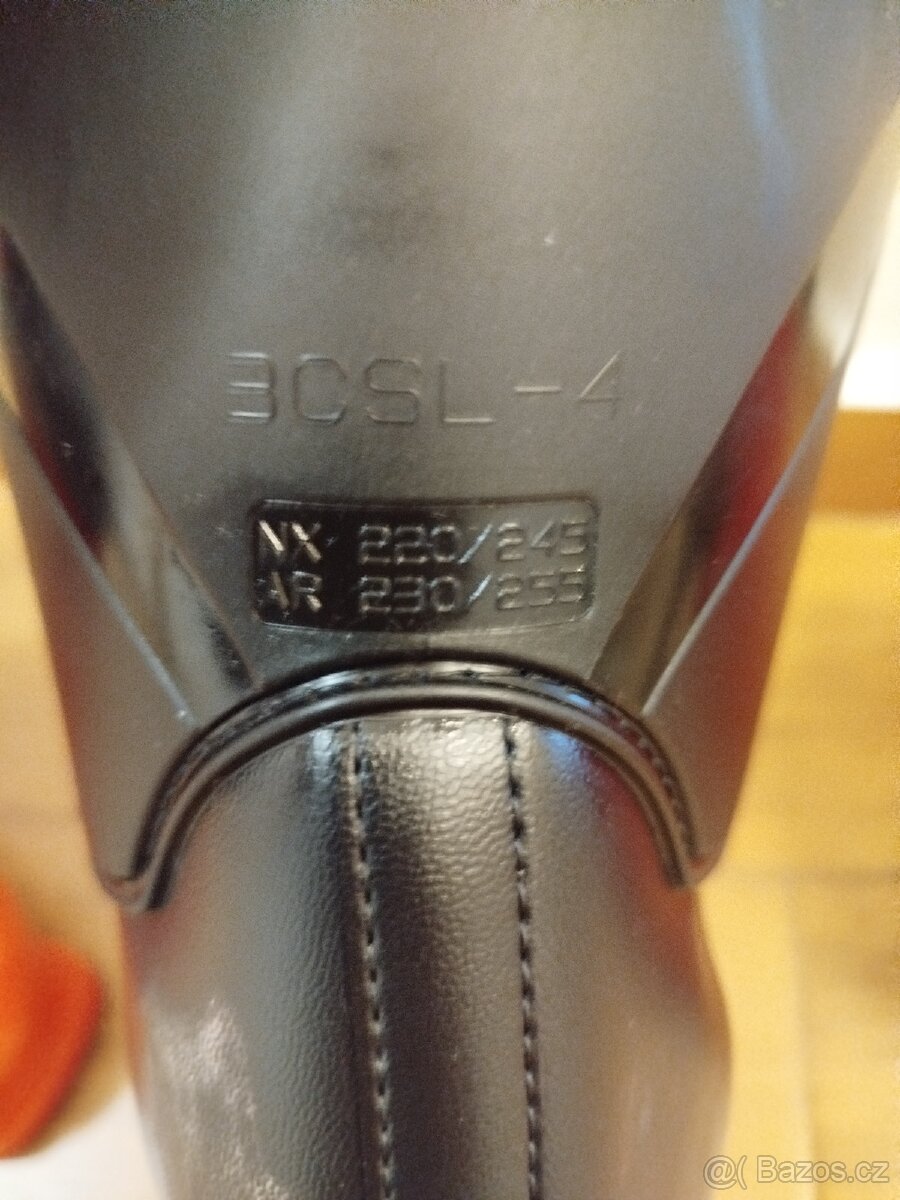 3CSL-4
NX 220/245
AR 230/255
@( Bazos.cz